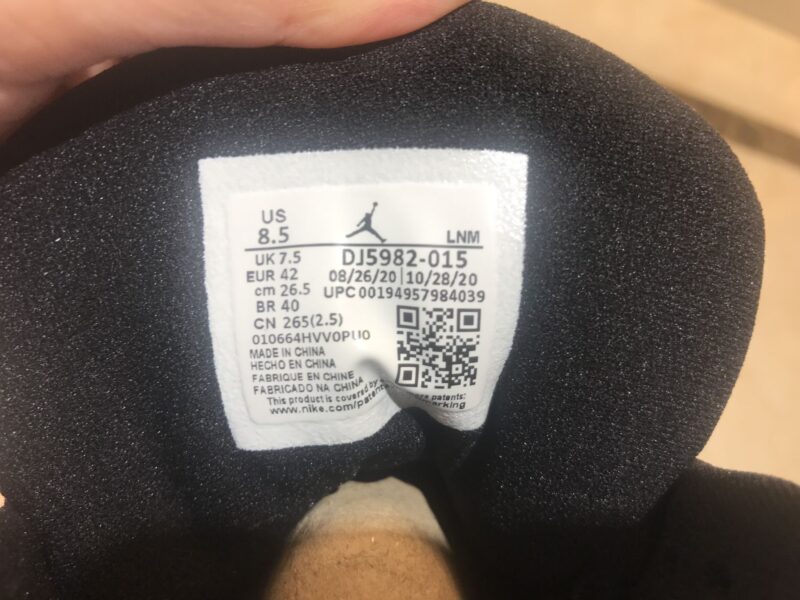 US
8.5
LNM
UK 7.5
DJ5982-015
EUR 42
08/26/20 10/28/20
cm 26.5
UPC 00194957984039
BR 40
CN 265(2.5)
010664HVV0PU0
MADE IN CHINA
HECHO EN CHINA
FABRIQUE EN CHINE
FABRICADO NA CHINA
This product is covered by
patents:
www.nike.com/patent